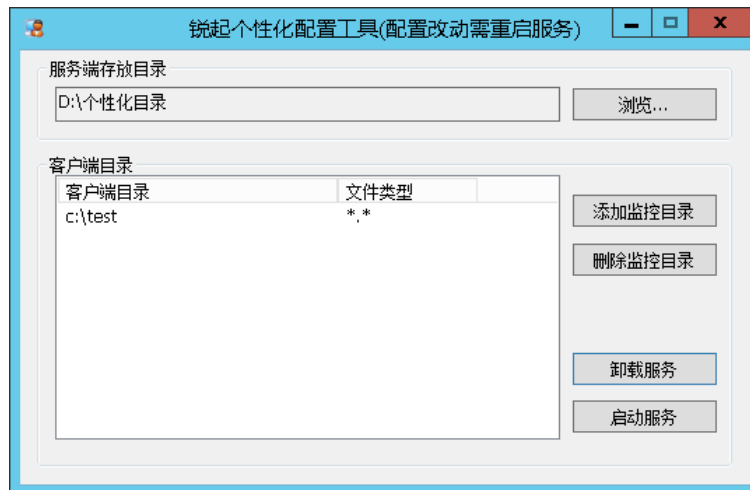 锐起个性化配置工具(配置改动需重启服务)
服务端存放目录
D:\个性化目录
浏览...
客户端目录
客户端目录 文件类型
c:\test *.*
添加监控目录
删除监控目录
卸载服务
启动服务